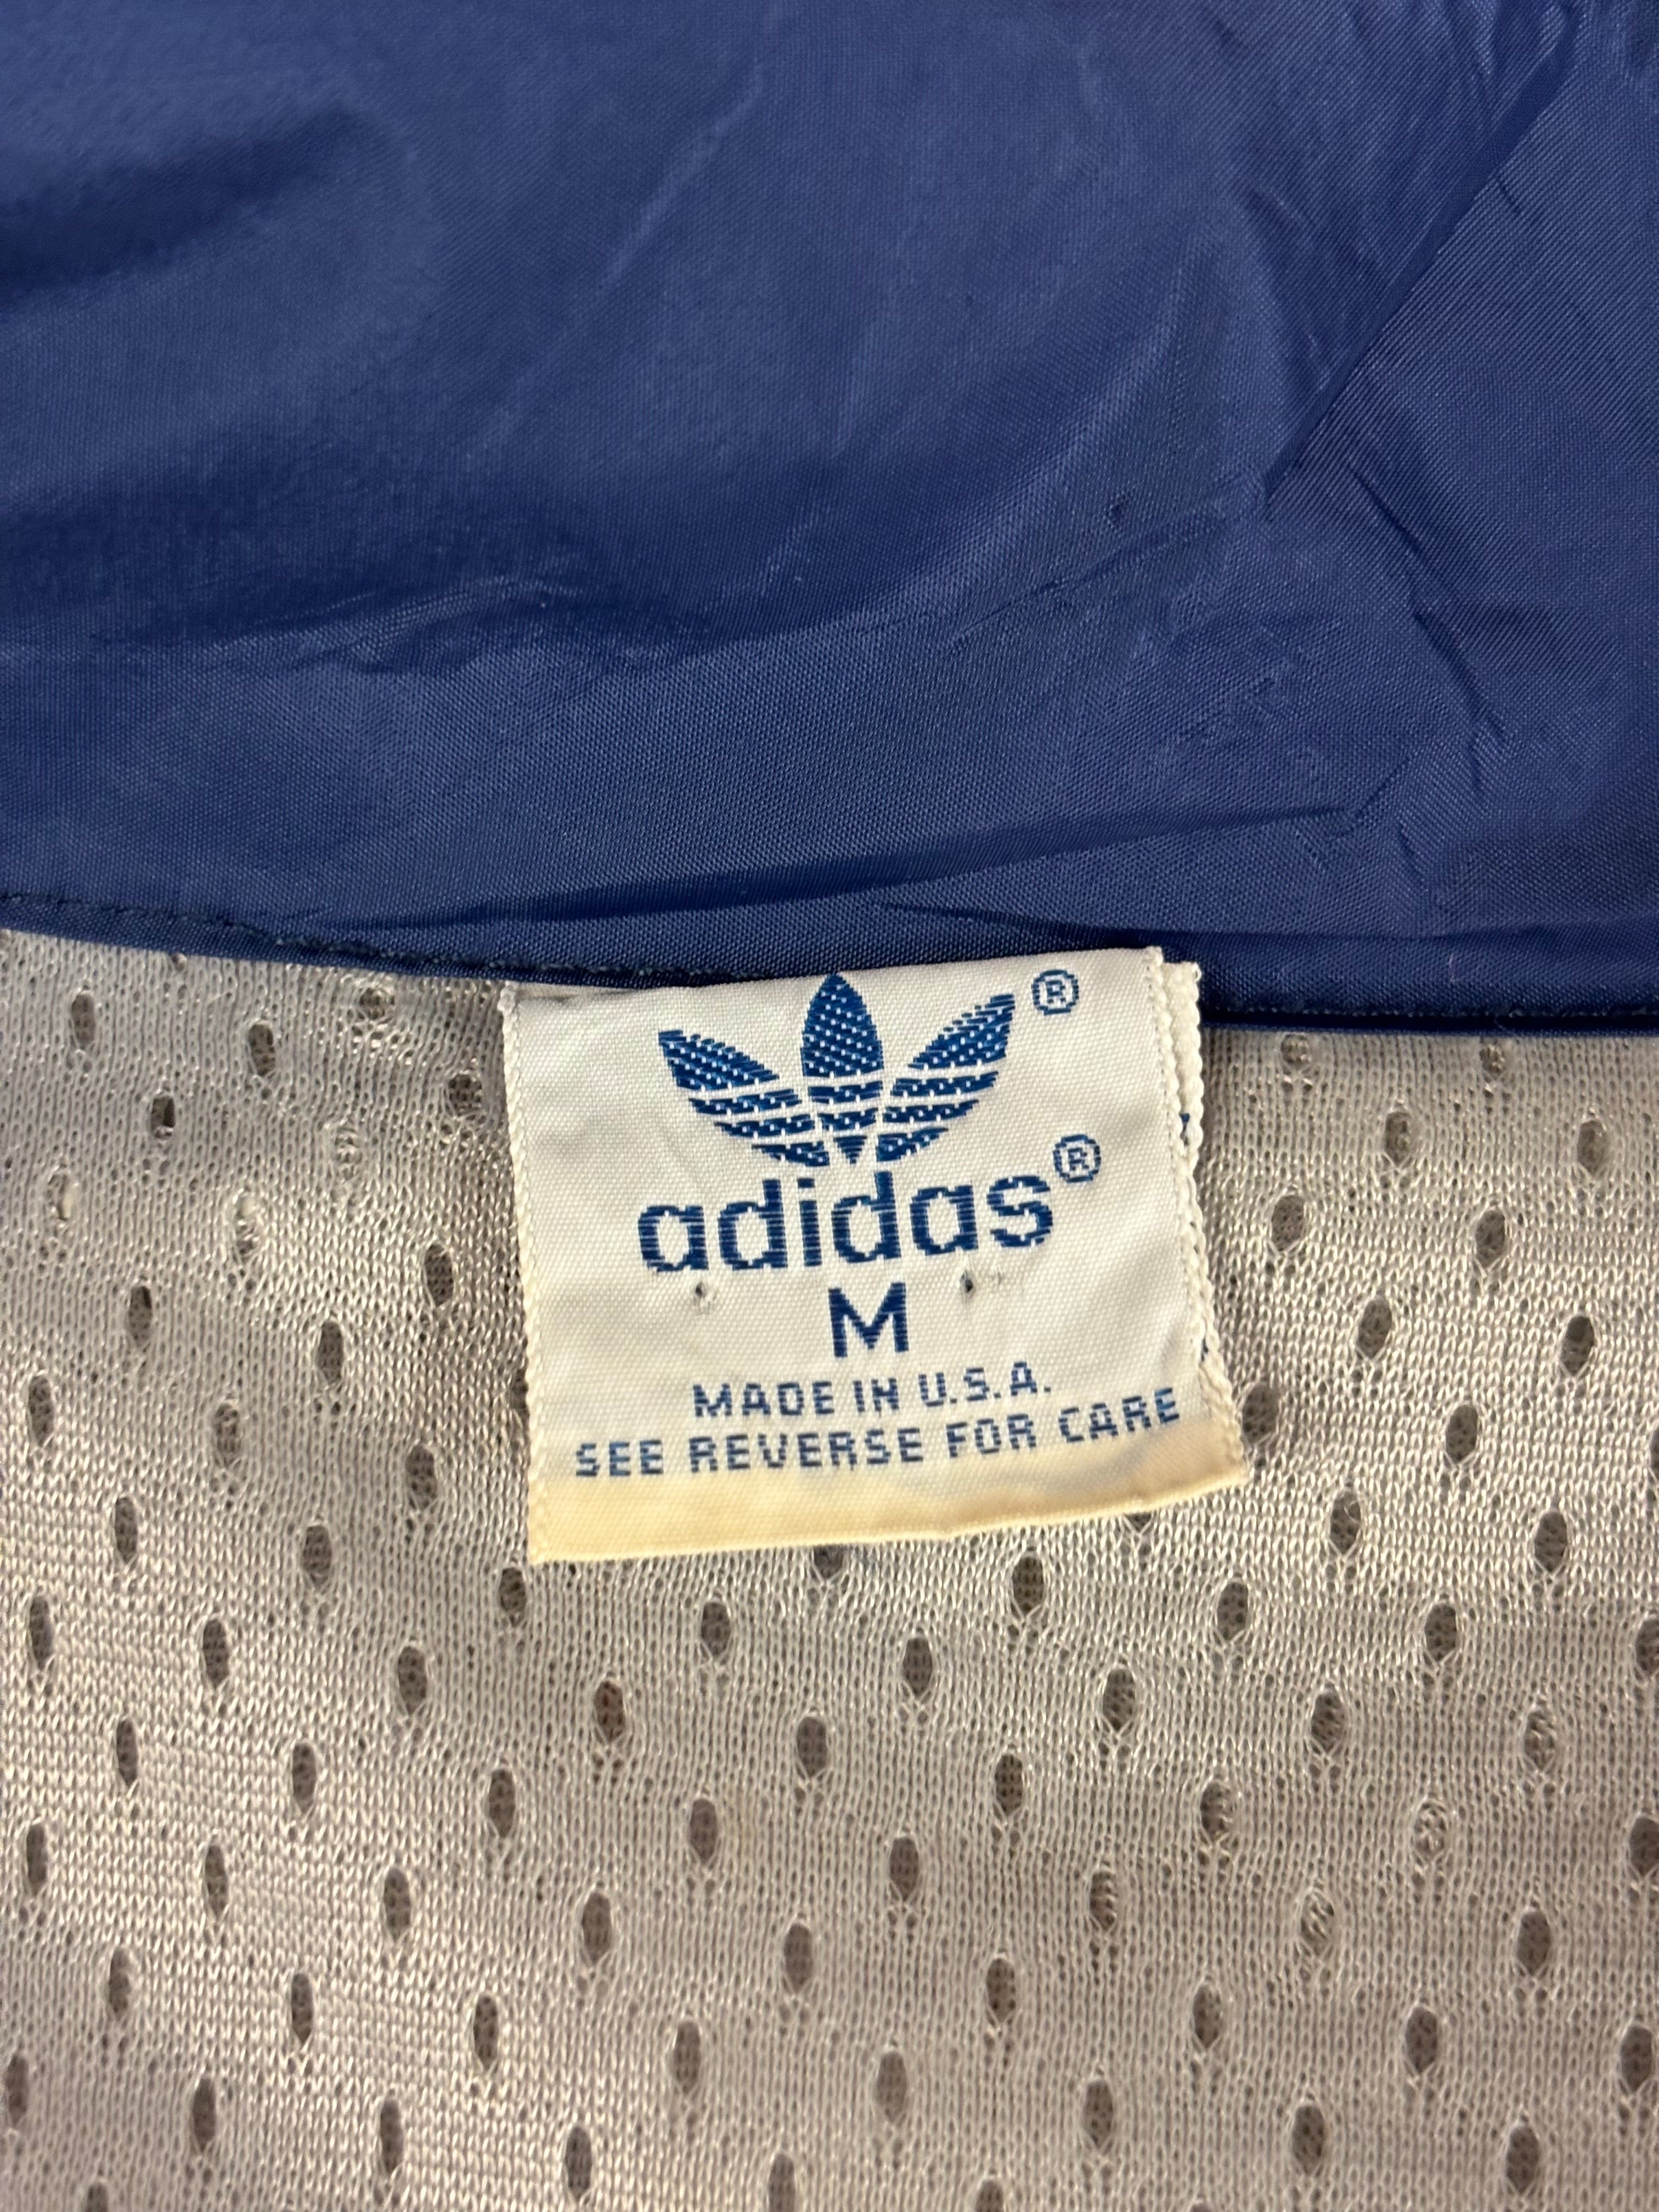 ®
adidas®
M
MADE IN U.S.A.
SEE REVERSE FOR CARE